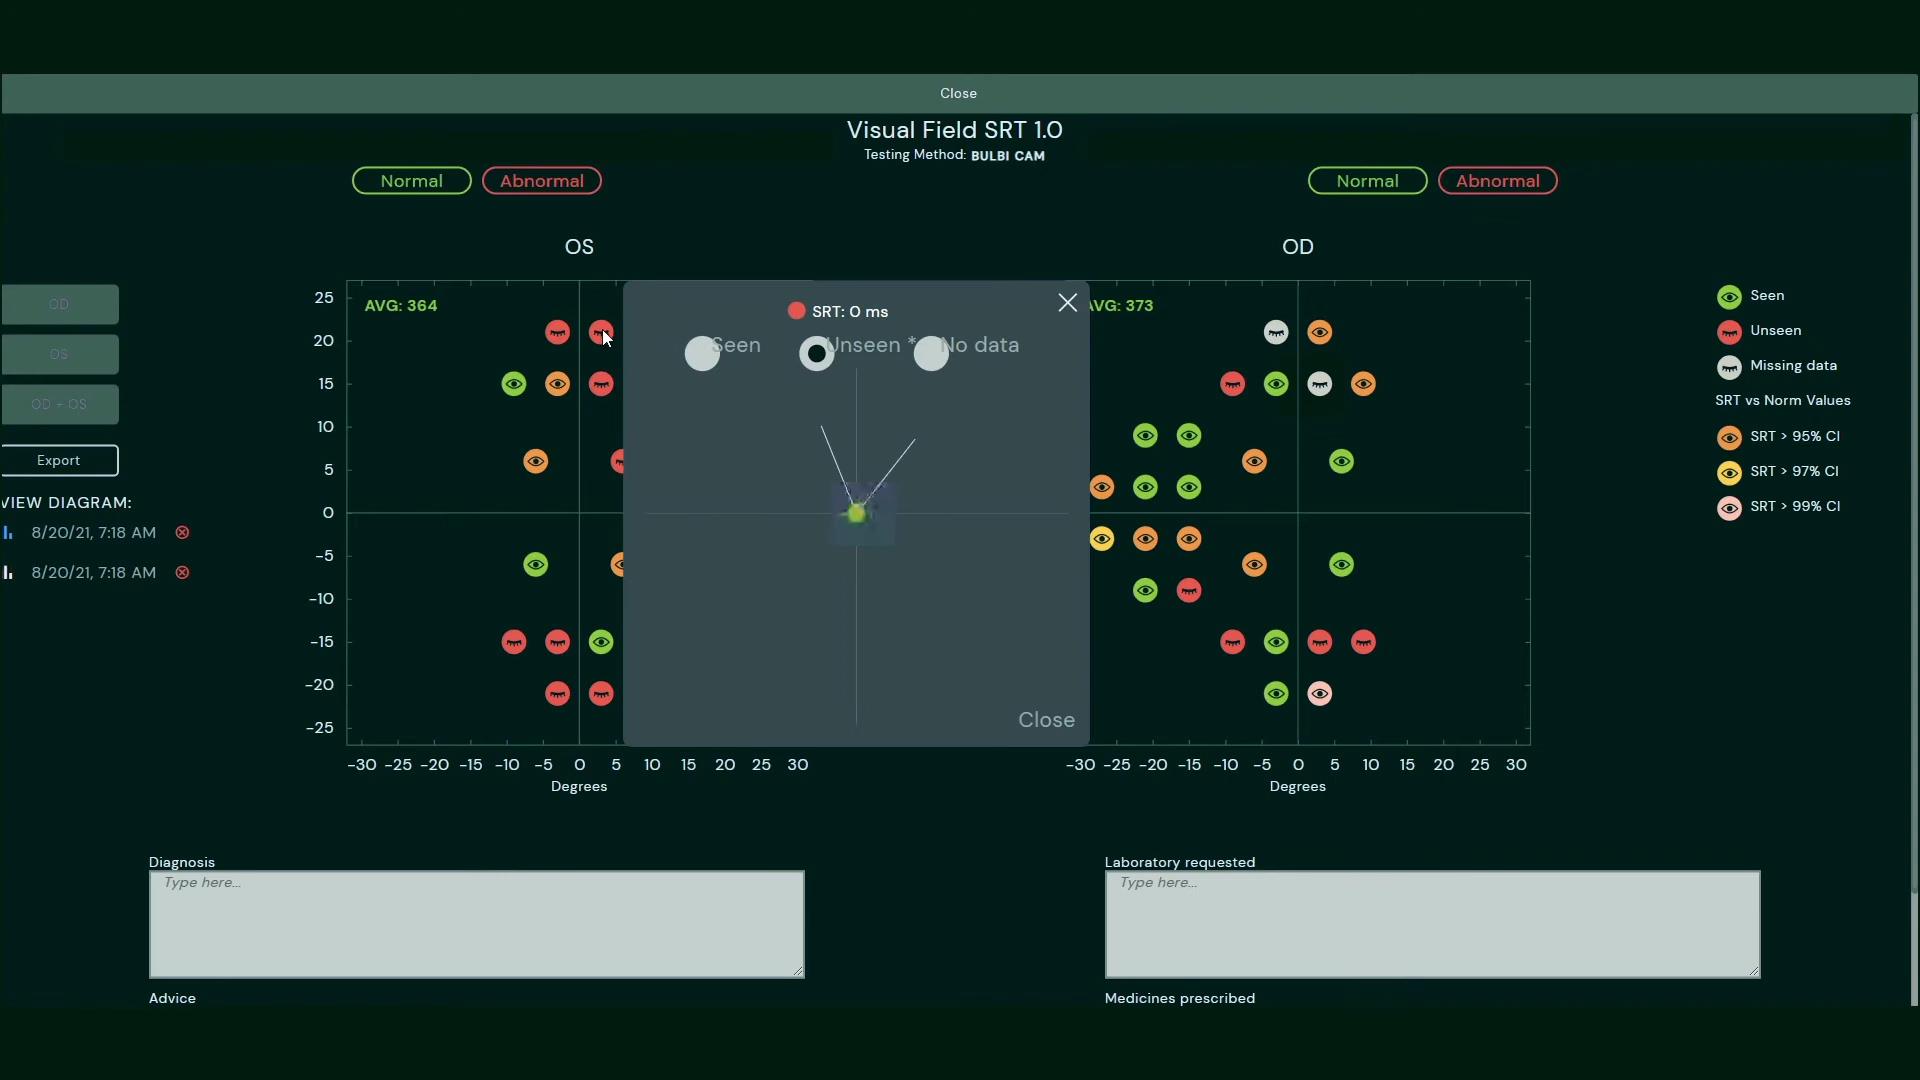 Close
Visual Field SRT 1.0
Testing Method: BULBI CAM
Normal Abnormal
Normal Abnormal
OS
OD
OD
OS
OD + OS
Export
VIEW DIAGRAM:
8/20/21, 7:18 AM
8/20/21, 7:18 AM
AVG: 364
25
20
15
10
5
0
-5
-10
-15
-20
-25
-30 -25 -20 -15 -10 -5 0 5 10 15 20 25 30
Degrees
SRT: 0 ms
Seen Unseen * No data
Close
AVG: 373
-30 -25 -20 -15 -10 -5 0 5 10 15 20 25 30
Degrees
Seen
Unseen
Missing data
SRT vs Norm Values
SRT > 95% CI
SRT > 97% CI
SRT > 99% CI
Diagnosis
Type here...
Laboratory requested
Type here...
Advice
Medicines prescribed